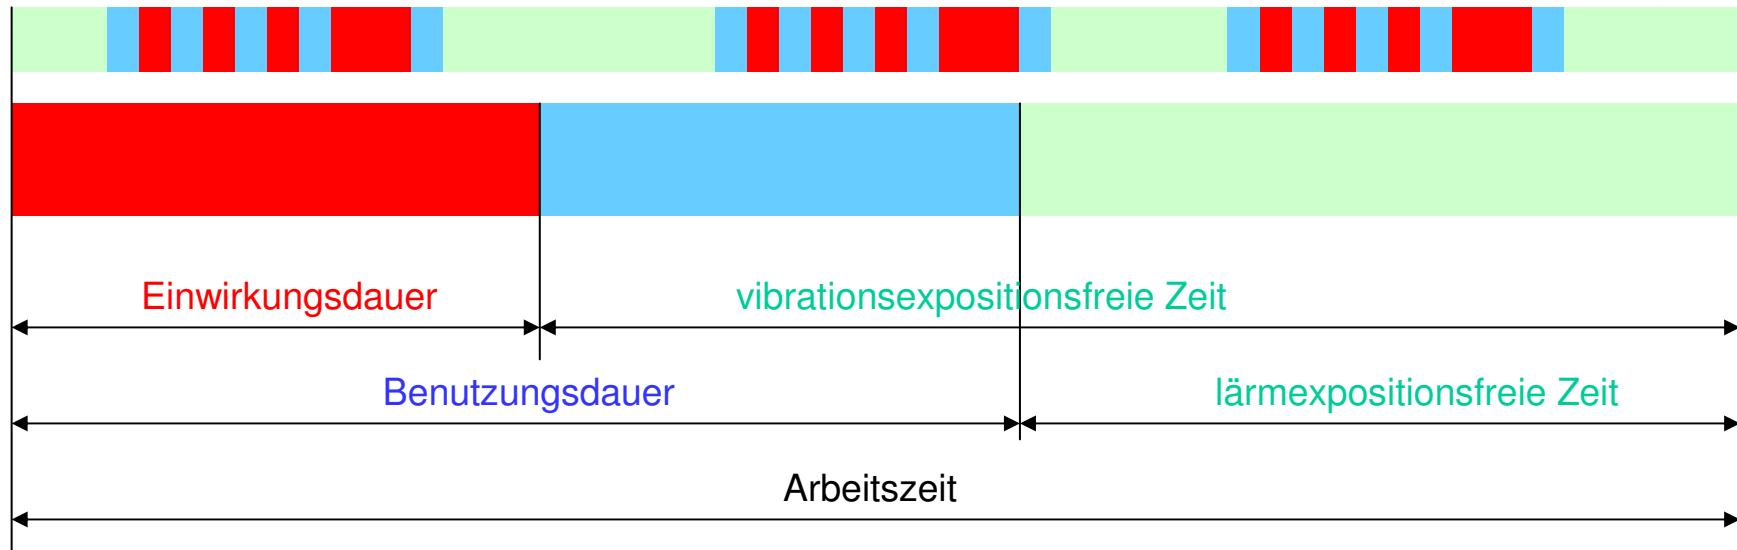 Einwirkungsdauer
vibrationsexpositionsfreie Zeit
Benutzungsdauer
lärmexpositionsfreie Zeit
Arbeitszeit